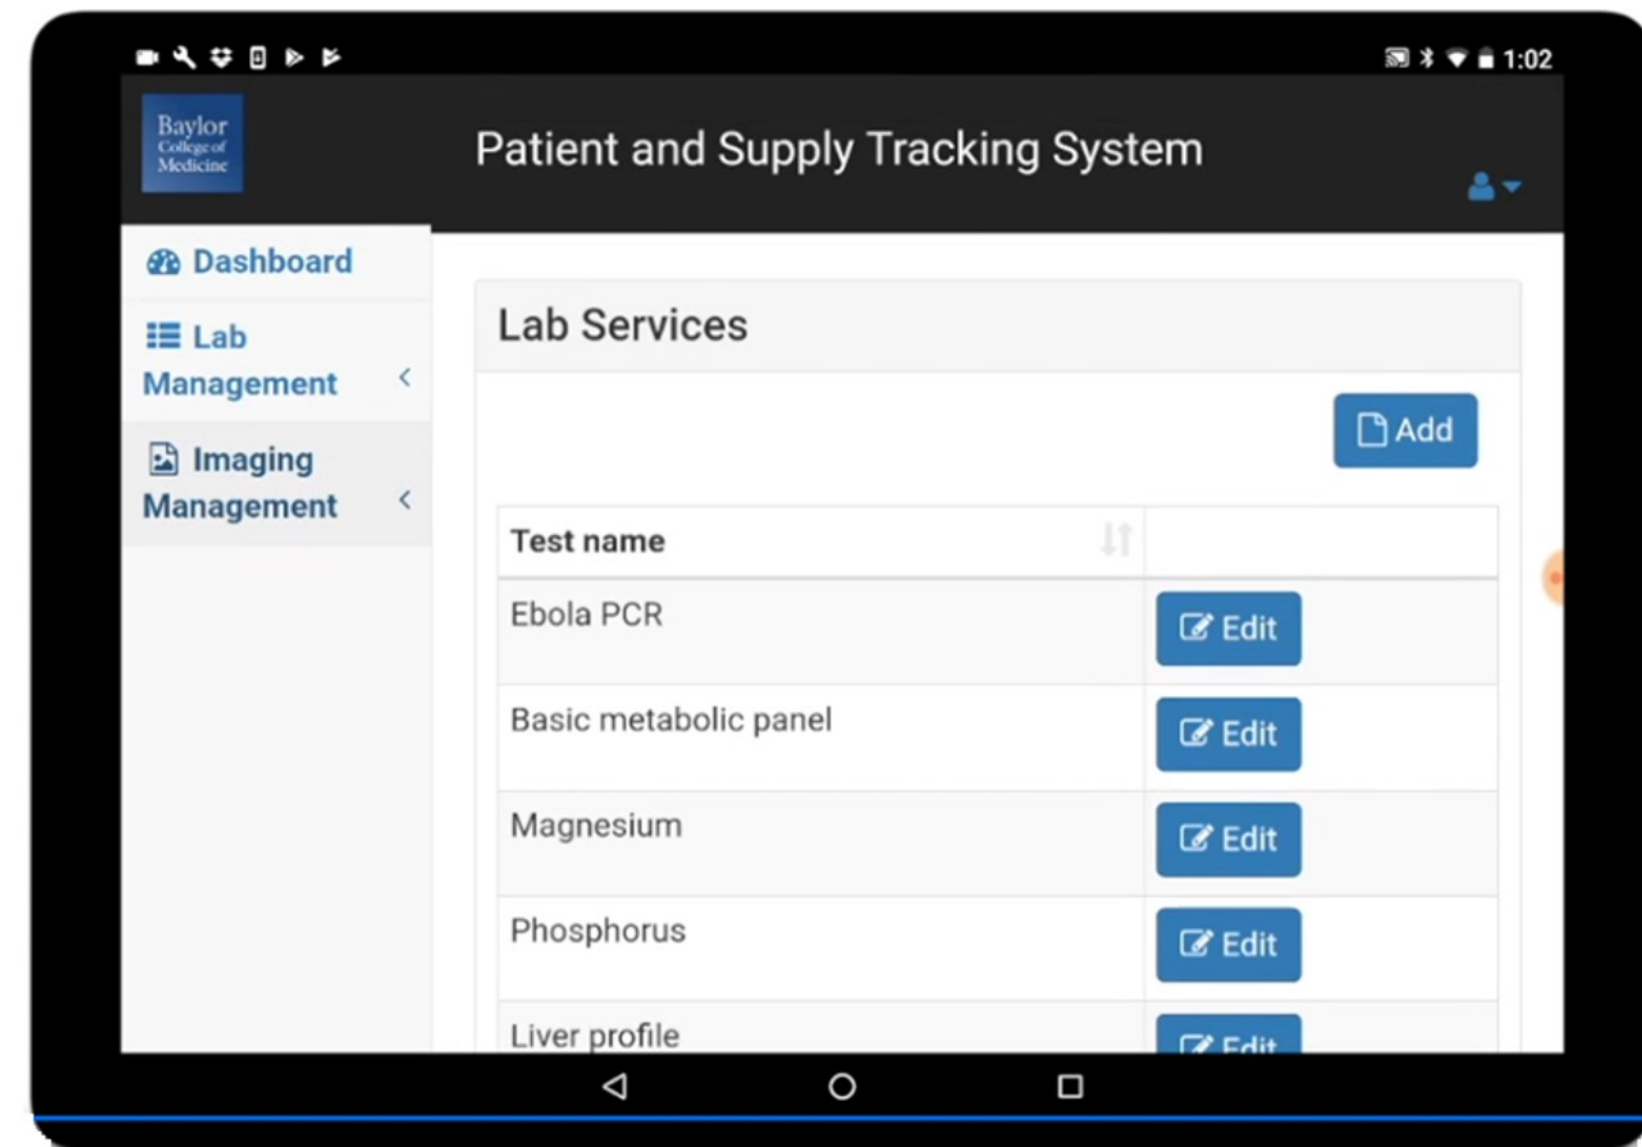 1:02
Baylor
College of
Medicine
Patient and Supply Tracking System
Dashboard
Lab
Management
Imaging
Management
Lab Services
Add
Test name
Ebola PCR
Edit
Basic metabolic panel
Edit
Magnesium
Edit
Phosphorus
Edit
Liver profile
Edit